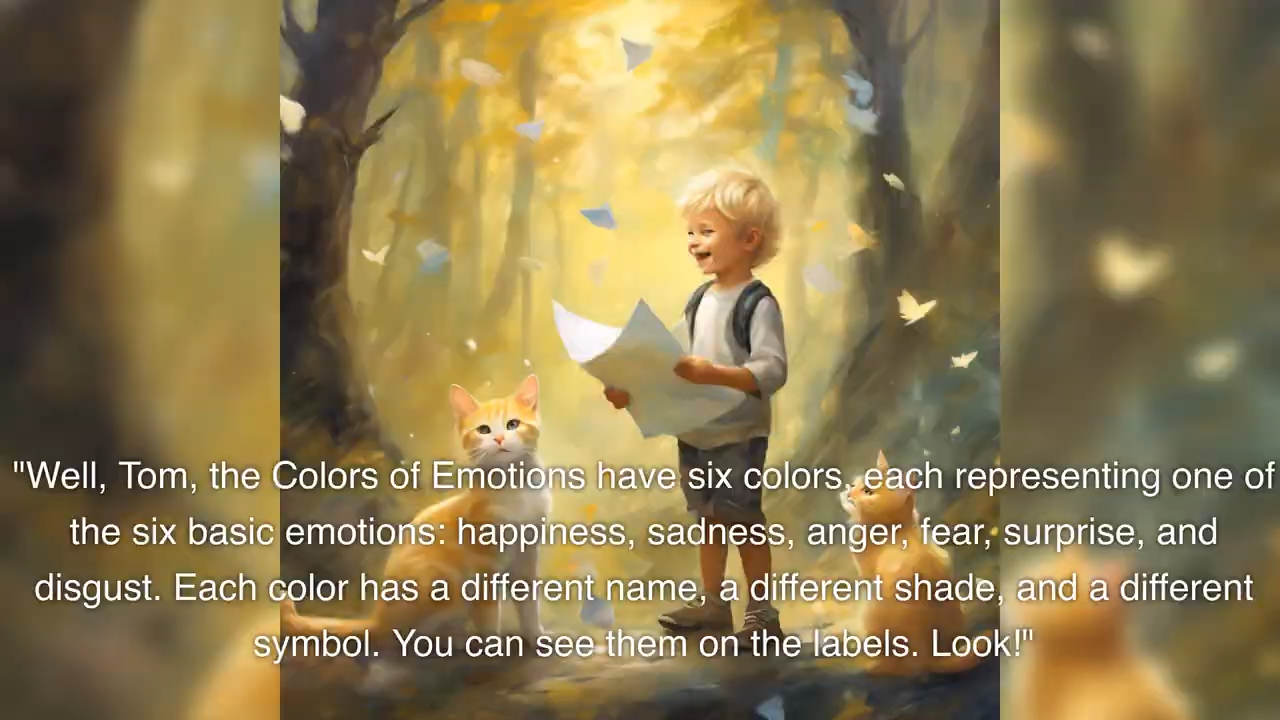 "Well, Tom, the Colors of Emotions have six colors, each representing one of
the six basic emotions: happiness, sadness, anger, fear, surprise, and
disgust. Each color has a different name, a different shade, and a different
symbol. You can see them on the labels. Look!"